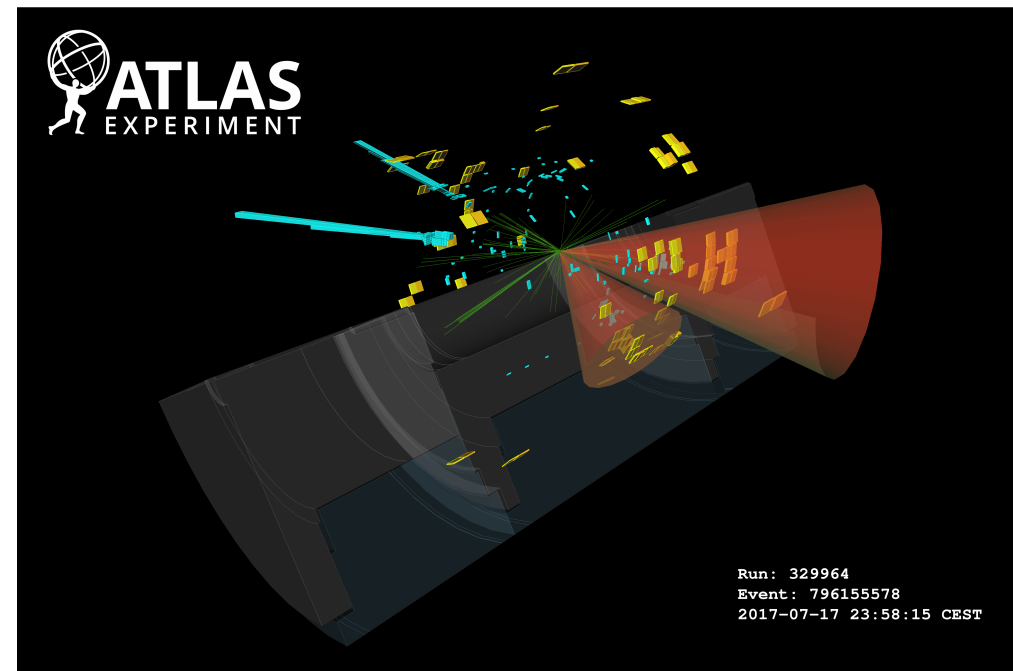 ATLAS
EXPERIMENT
Run: 329964
Event: 796155578
2017-07-17 23:58:15 CEST